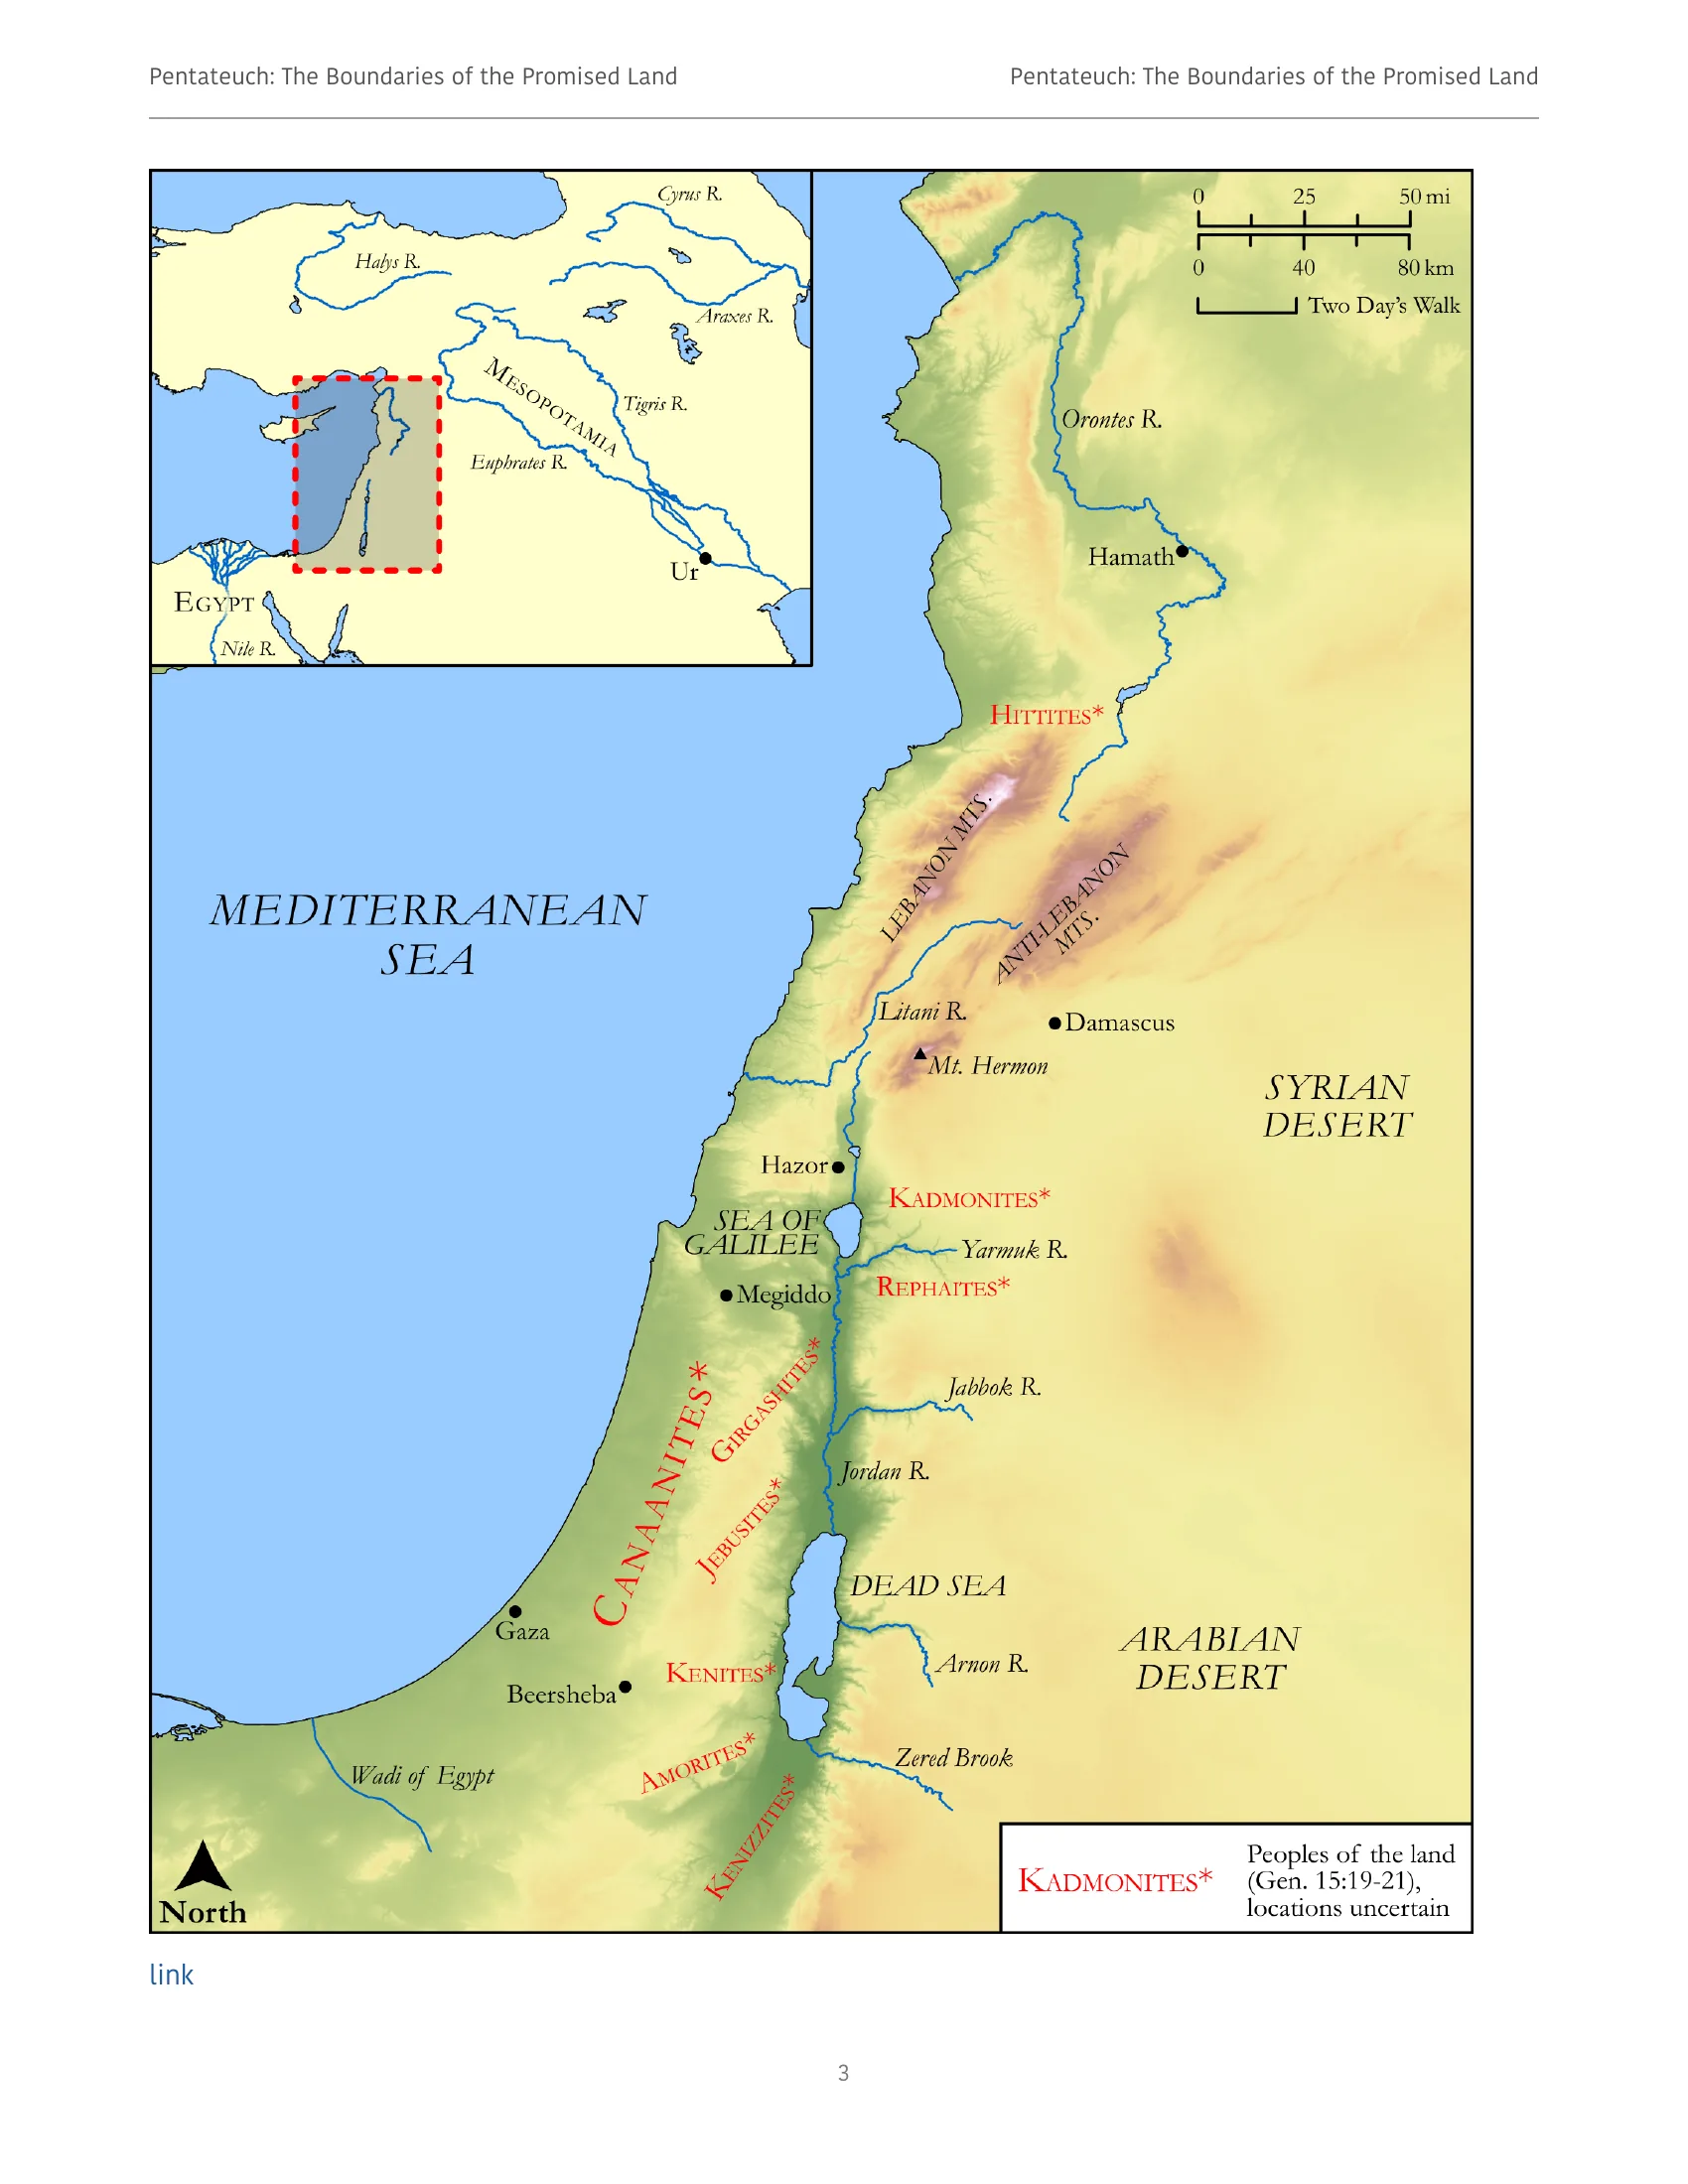 Pentateuch: The Boundaries of the Promised Land
Pentateuch: The Boundaries of the Promised Land
Cyrus R.
Halys R.
Araxes R.
MESOPOTAMIA
Tigris R.
Euphrates R.
Ur
EGYPT
Nile R.
0 25 50 mi
0 40 80 km
Two Day's Walk
Orontes R.
Hamath
HITTITES*
LEBANON MTS.
ANTI-LEBANON
MTS.
MEDITERRANEAN
SEA
Litani R.
Damascus
Mt. Hermon
SYRIAN
DESERT
Hazor
KADMONITES*
SEA OF
GALILEE
Yarmuk R.
REPHAITES*
Megiddo
GIRGASHITES*
CANAANITES*
Jabbok R.
Jordan R.
JEBUSITES*
DEAD SEA
Gaza
ARABIAN
DESERT
Arnon R.
KENITES*
Beersheba
AMORITES*
Zered Brook
Wadi of Egypt
KENIZZITES*
North
KADMONITES*
Peoples of the land
(Gen. 15:19-21),
locations uncertain
link
3